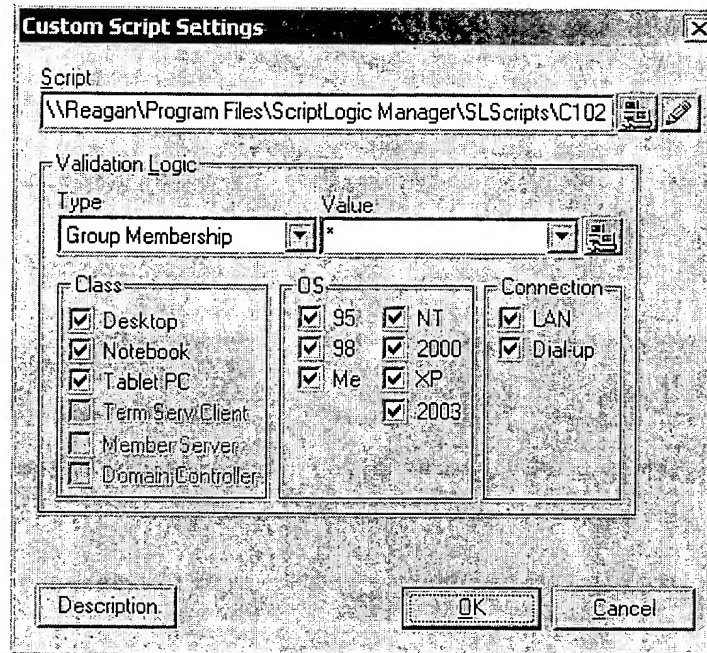 Custom Script Settings
Script
\\Reagan\Program Files\ScriptLogic Manager\SLScripts\C102
Validation Logic
Type Value
Group Membership *
Class OS Connection
Desktop 95 NT LAN
Notebook 98 2000 Dial-up
Tablet PC Me XP
Term Serv Client 2003
Member Server
Domain Controller
Description OK Cancel